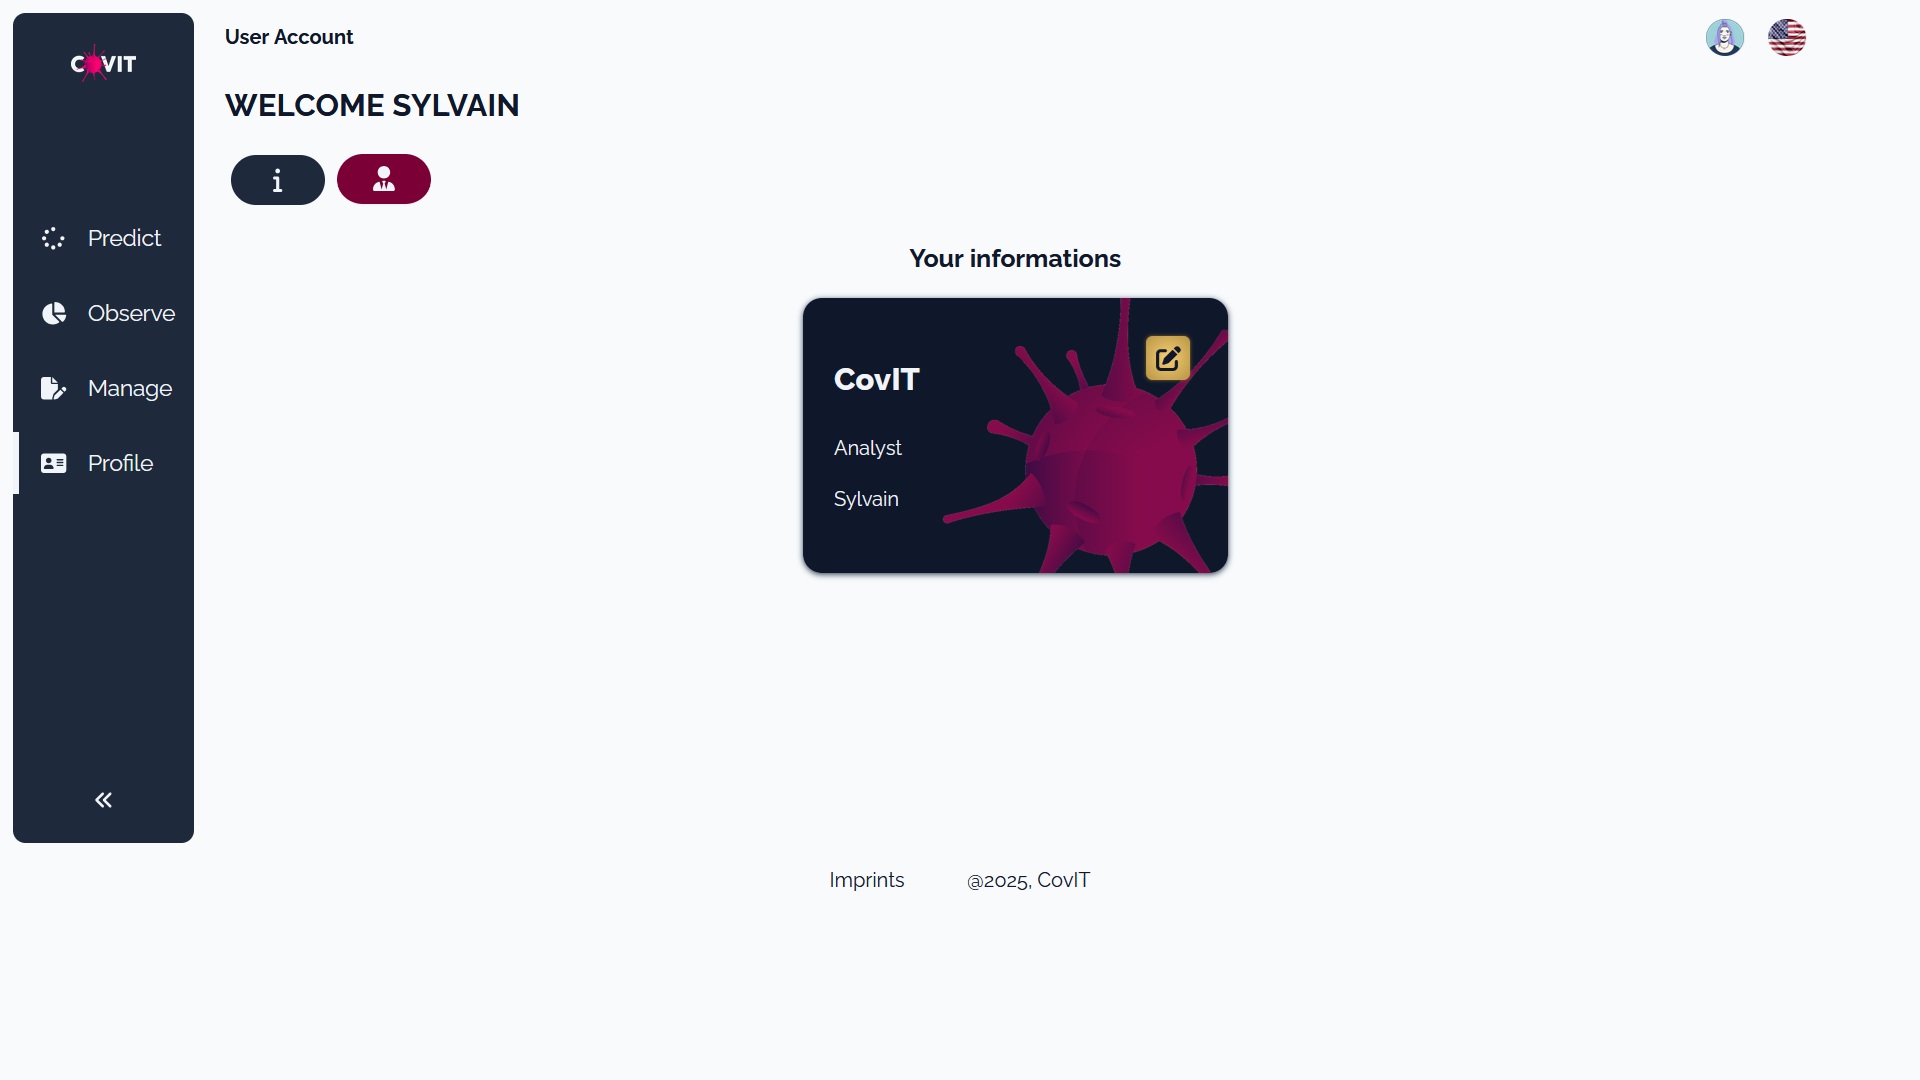 COVIT
User Account
WELCOME SYLVAIN
Predict
Observe
Manage
Profile
Your informations
CovIT
Analyst
Sylvain
Imprints
@2025, CovIT